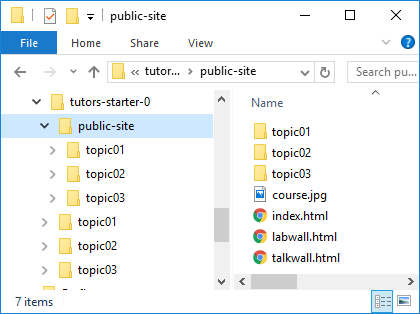 public-site
File Home Share View
« tutor... > public-site Search pu...
tutors-starter-0
public-site
topic01
topic02
topic03
topic01
topic02
topic03
Name
topic01
topic02
topic03
course.jpg
index.html
labwall.html
talkwall.html
7 items